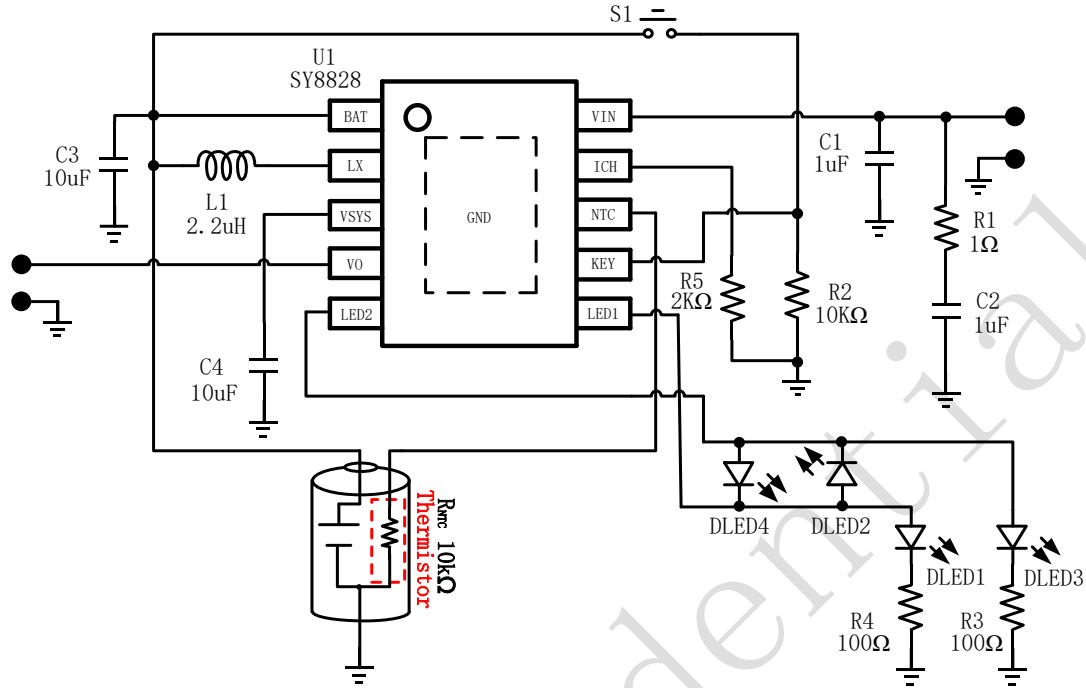 S1
U1
SY8828
BAT
LX
VSYS
VO
LED2
GND
VIN
ICH
NTC
KEY
LED1
C3
10uF
L1
2.2uH
C4
10uF
C1
1uF
R1
1Ω
C2
1uF
R5
2KΩ
R2
10KΩ
RNTC 10kΩ
Thermistor
DLED4
DLED2
DLED1
DLED3
R4
100Ω
R3
100Ω
dential